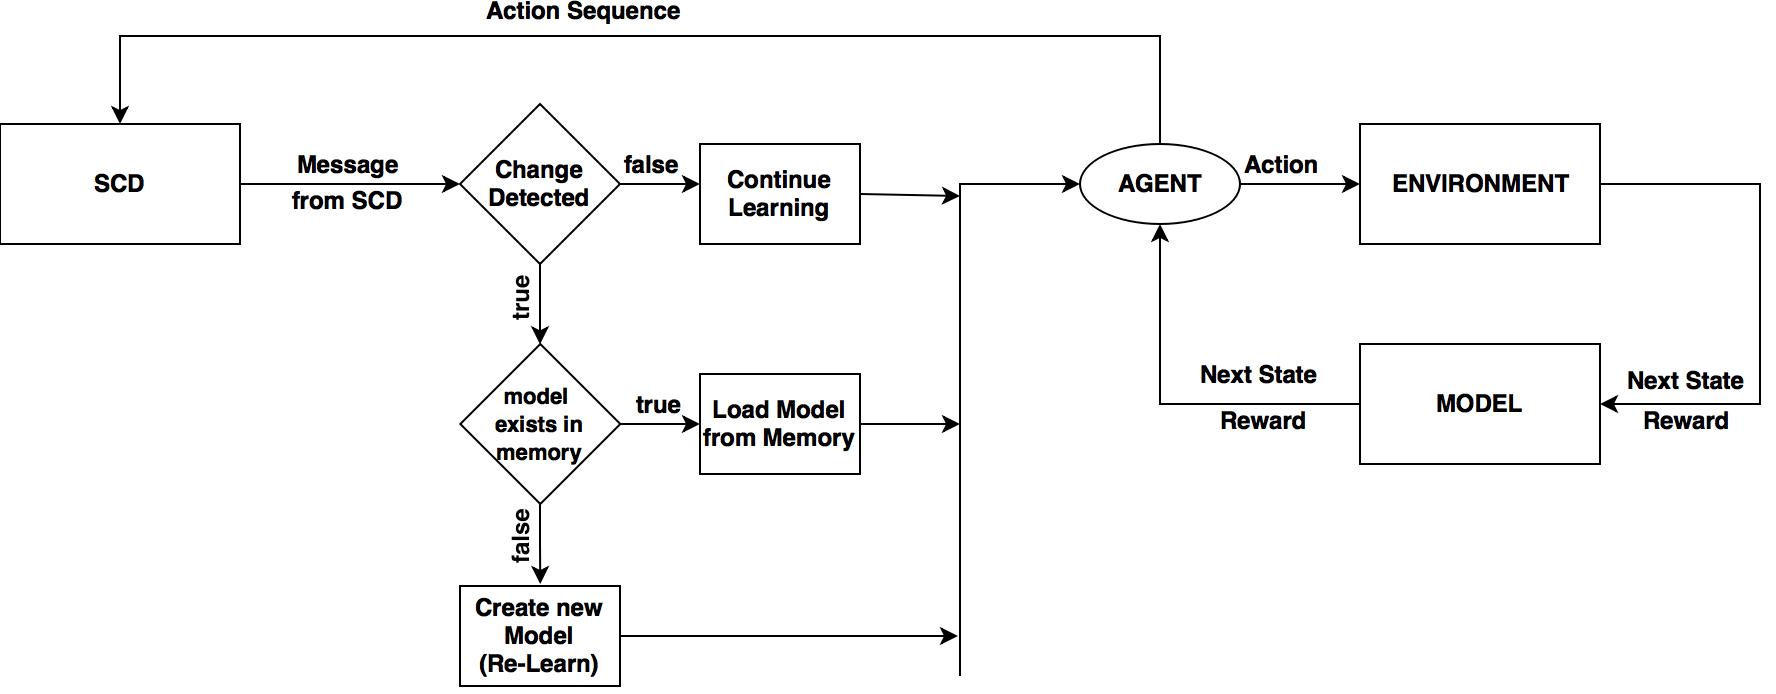 Action Sequence
SCD
Message
from SCD
Change
Detected
false
Continue
Learning
AGENT
Action
ENVIRONMENT
true
model
exists in
memory
true
Load Model
from Memory
Next State
Reward
MODEL
Next State
Reward
false
Create new
Model
(Re-Learn)